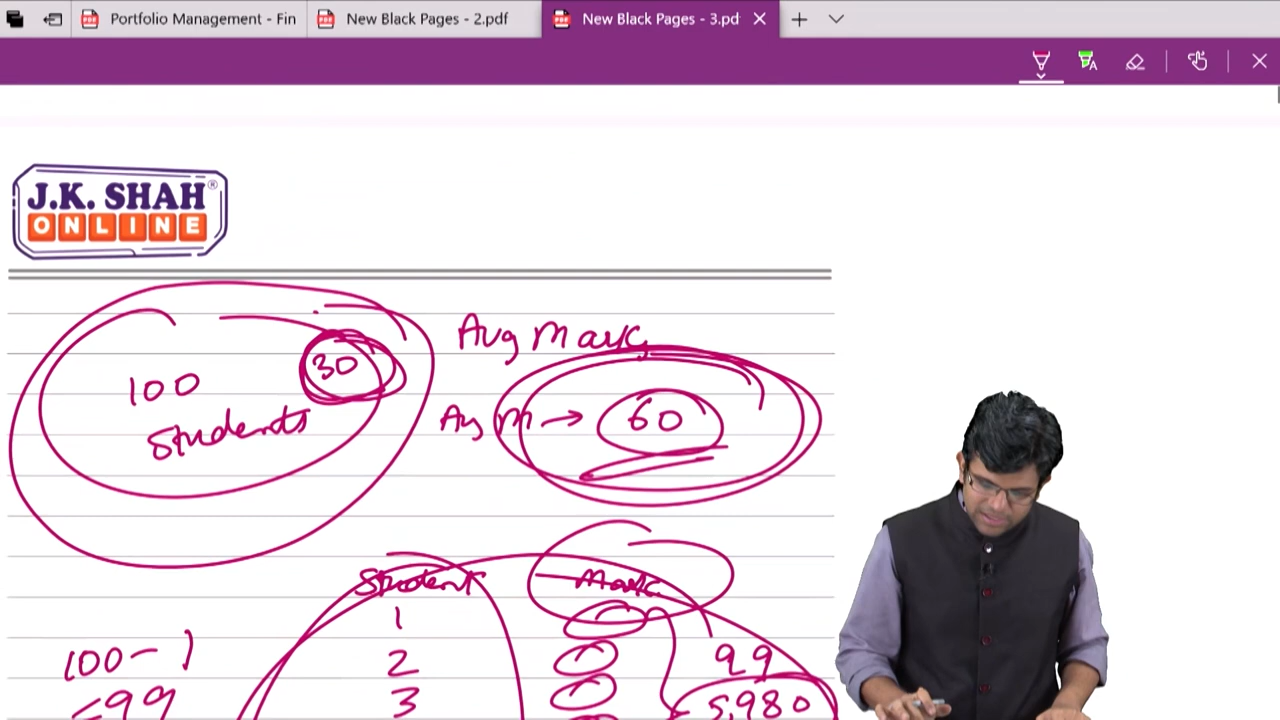 Portfolio Management - Fin
New Black Pages - 2.pdf
New Black Pages - 3.pd
J.K. SHAH
ONLINE
100
Students
30
Avg Mark
Avg M → 60
Student Mark
1
2 99
3 5,980
100-1
=99